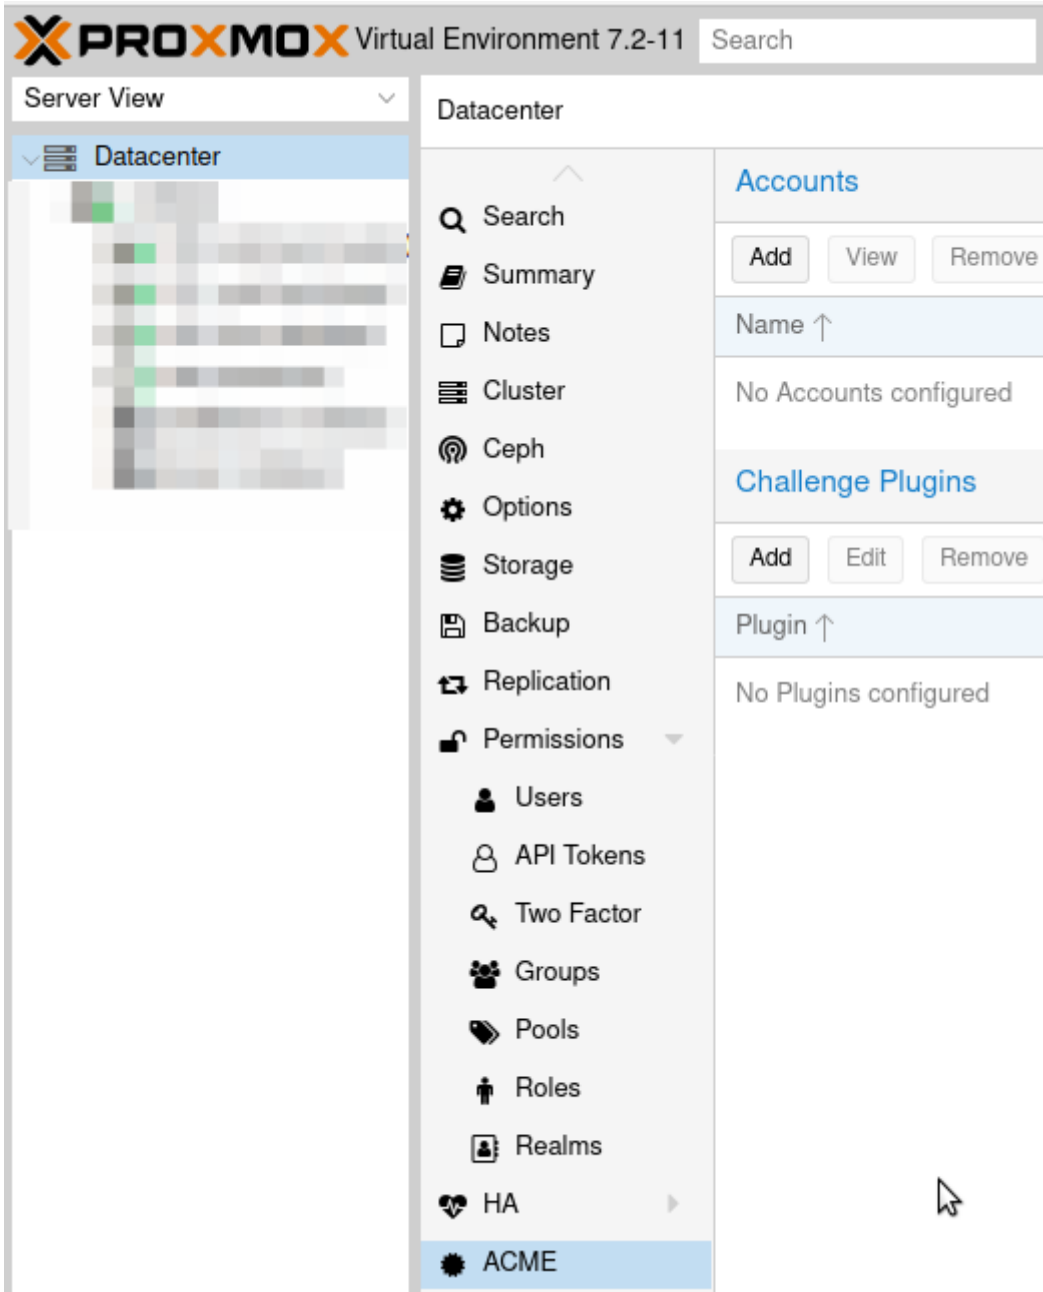 PROXMOX Virtual Environment 7.2-11 Search
Server View
Datacenter
Datacenter
Search
Summary
Notes
Cluster
Ceph
Options
Storage
Backup
Replication
Permissions
Users
API Tokens
Two Factor
Groups
Pools
Roles
Realms
HA
ACME
Accounts
Add View Remove
Name ↑
No Accounts configured
Challenge Plugins
Add Edit Remove
Plugin ↑
No Plugins configured